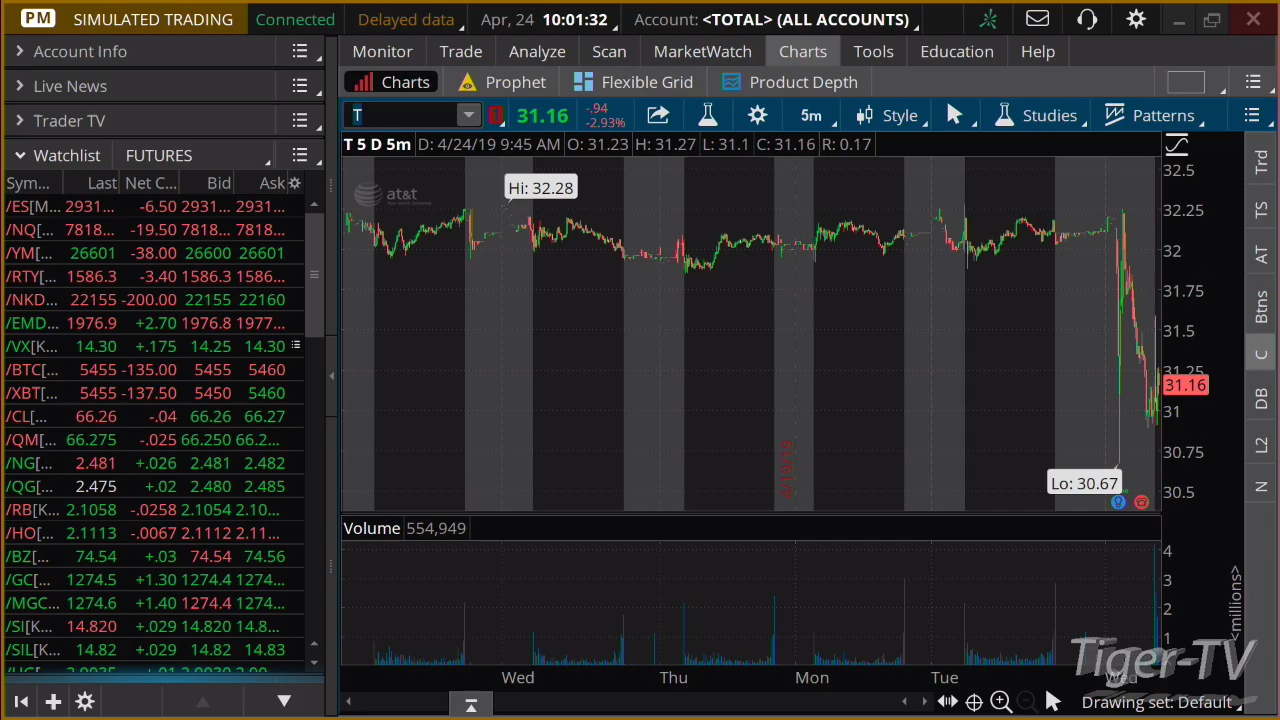 PM SIMULATED TRADING Connected Delayed data Apr, 24 10:01:32 Account: <TOTAL> (ALL ACCOUNTS)
Account Info
Live News
Trader TV
Watchlist FUTURES
Sym... Last Net C... Bid Ask
/ES[M... 2931... -6.50 2931... 2931...
/NQ[... 7818... -19.50 7818... 7818...
/YM[... 26601 -38.00 26600 26601
/RTY[... 1586.3 -3.40 1586.3 1586.3...
/NKD... 22155 -200.00 22155 22160
/EMD... 1976.9 +2.70 1976.8 1977...
/VX[K... 14.30 +.175 14.25 14.30
/BTC[... 5455 -135.00 5455 5460
/XBT[... 5455 -137.50 5450 5460
/CL[... 66.26 -.04 66.26 66.27
/QM[... 66.275 -.025 66.250 66.2...
/NG[... 2.481 +.026 2.481 2.482
/QG[... 2.475 +.02 2.480 2.485
/RB[K... 2.1058 -.0258 2.1054 2.10...
/HO[... 2.1113 -.0067 2.1112 2.11...
/BZ[... 74.54 +.03 74.54 74.56
/GC[... 1274.5 +1.30 1274.4 1274...
/MGC... 1274.6 +1.40 1274.4 1274...
/SI[K... 14.820 +.029 14.820 14.8...
/SIL[K... 14.82 +.029 14.82 14.83
Monitor Trade Analyze Scan MarketWatch Charts Tools Education Help
Charts Prophet Flexible Grid Product Depth
T 31.16 -.94 -2.93% 5m Style Studies Patterns
T 5 D 5m D: 4/24/19 9:45 AM O: 31.23 H: 31.27 L: 31.1 C: 31.16 R: 0.17
at&t
Hi: 32.28
32.5
32.25
32
31.75
31.5
31.25
31.16
31
30.75
30.5
Lo: 30.67
Volume 554,949
4
3
2
1
<millions>
Wed Thu Mon Tue Wed
Trd
TS
AT
Btns
C
DB
L2
N
Tiger-TV
Drawing set: Default